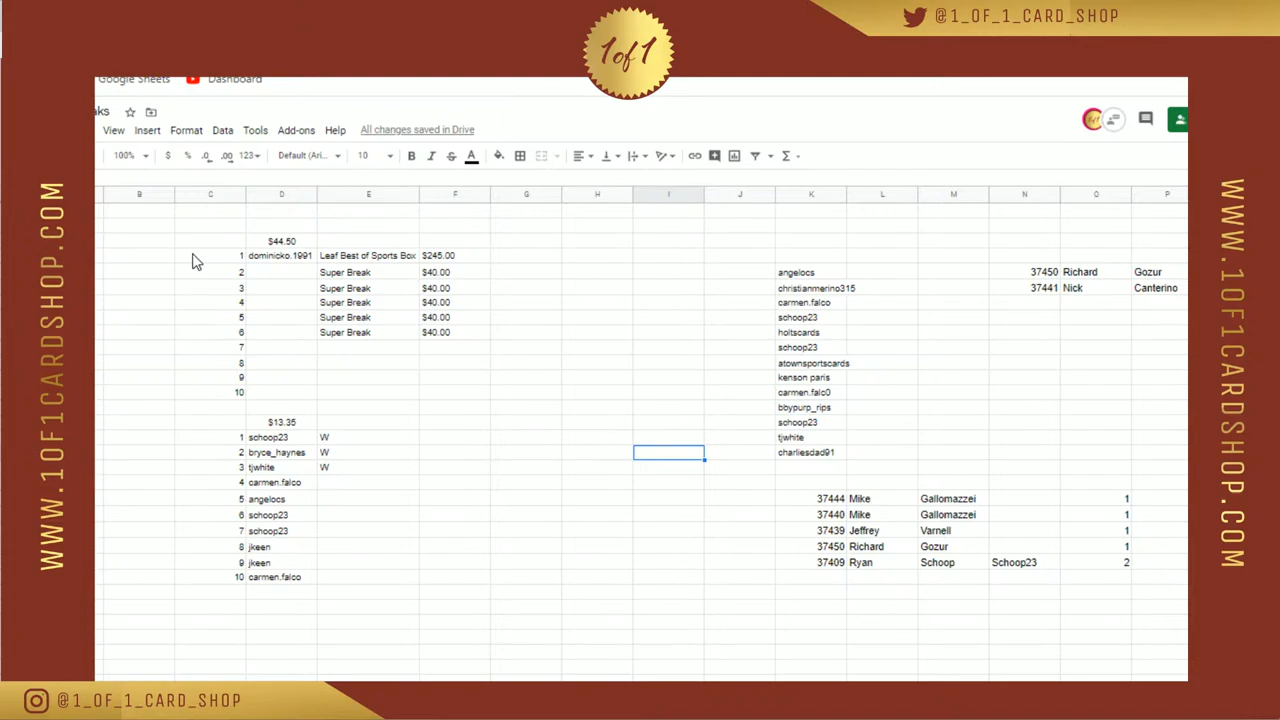 @1_OF_1_CARD_SHOP
1of1
Google Sheets Dashboard
aks
View Insert Format Data Tools Add-ons Help All changes saved in Drive
100% $ % .0 .00 123 Default (Ari... 10 B I S A
B C D E F G H I J K L M N O P
$44.50
1 dominicko.1991 Leaf Best of Sports Box $245.00
2 Super Break $40.00 angelocs 37450 Richard Gozur
3 Super Break $40.00 christianmerino315 37441 Nick Canterino
4 Super Break $40.00 carmen.falco
5 Super Break $40.00 schoop23
6 Super Break $40.00 holtscards
7 schoop23
8 atownsportscards
9 kenson paris
10 carmen.falc0
bbypurp_rips
$13.35 schoop23
1 schoop23 W tjwhite
2 bryce_haynes W charliesdad91
3 tjwhite W
4 carmen.falco
5 angelocs 37444 Mike Gallomazzei 1
6 schoop23 37440 Mike Gallomazzei 1
7 schoop23 37439 Jeffrey Varnell 1
8 jkeen 37450 Richard Gozur 1
9 jkeen 37409 Ryan Schoop Schoop23 2
10 carmen.falco
WWW.1OF1CARDSHOP.COM
WWW.1OF1CARDSHOP.COM
@1_OF_1_CARD_SHOP